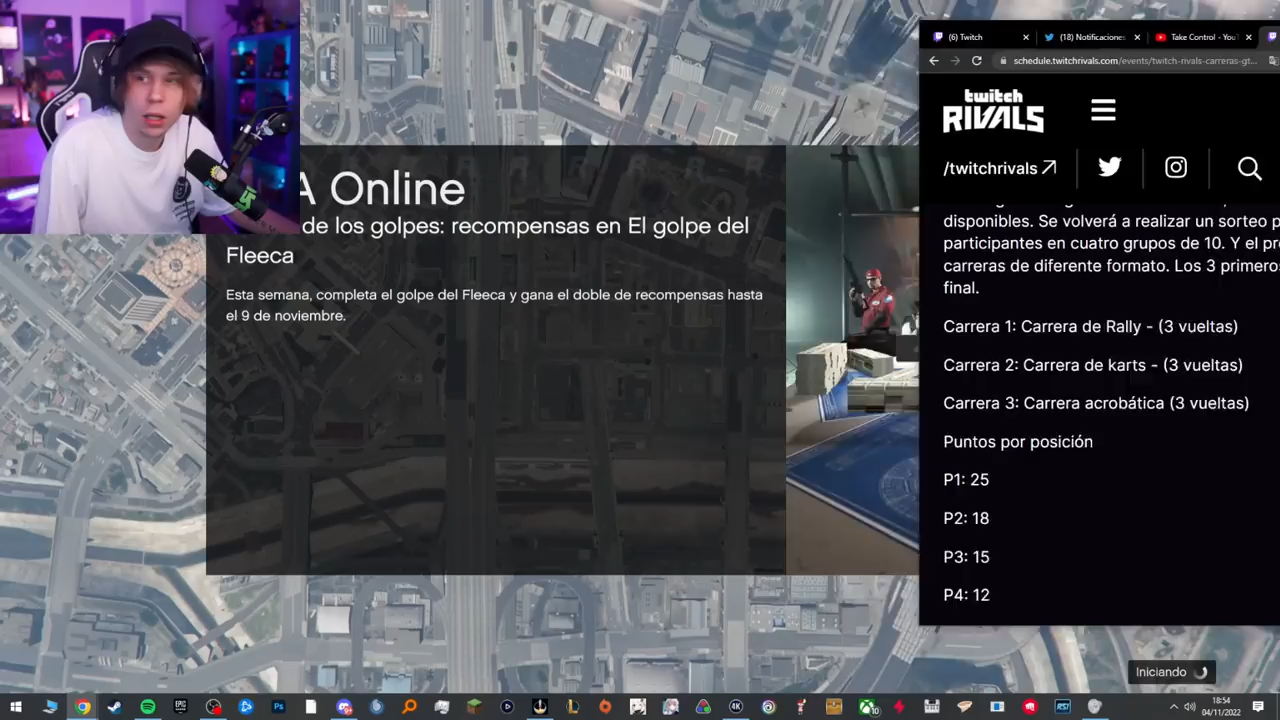 A Online
de los golpes: recompensas en El golpe del
Fleeca
Esta semana, completa el golpe del Fleeca y gana el doble de recompensas hasta
el 9 de noviembre.
(6) Twitch
(18) Notificaciones
Take Control - You
schedule.twitchrivals.com/events/twitch-rivals-carreras-gt...
twitch
RIVALS
/twitchrivals
disponibles. Se volverá a realizar un sorteo p
participantes en cuatro grupos de 10. Y el pr
carreras de diferente formato. Los 3 primeros
final.
Carrera 1: Carrera de Rally - (3 vueltas)
Carrera 2: Carrera de karts - (3 vueltas)
Carrera 3: Carrera acrobática (3 vueltas)
Puntos por posición
P1: 25
P2: 18
P3: 15
P4: 12
Iniciando
18:54
04/11/2022